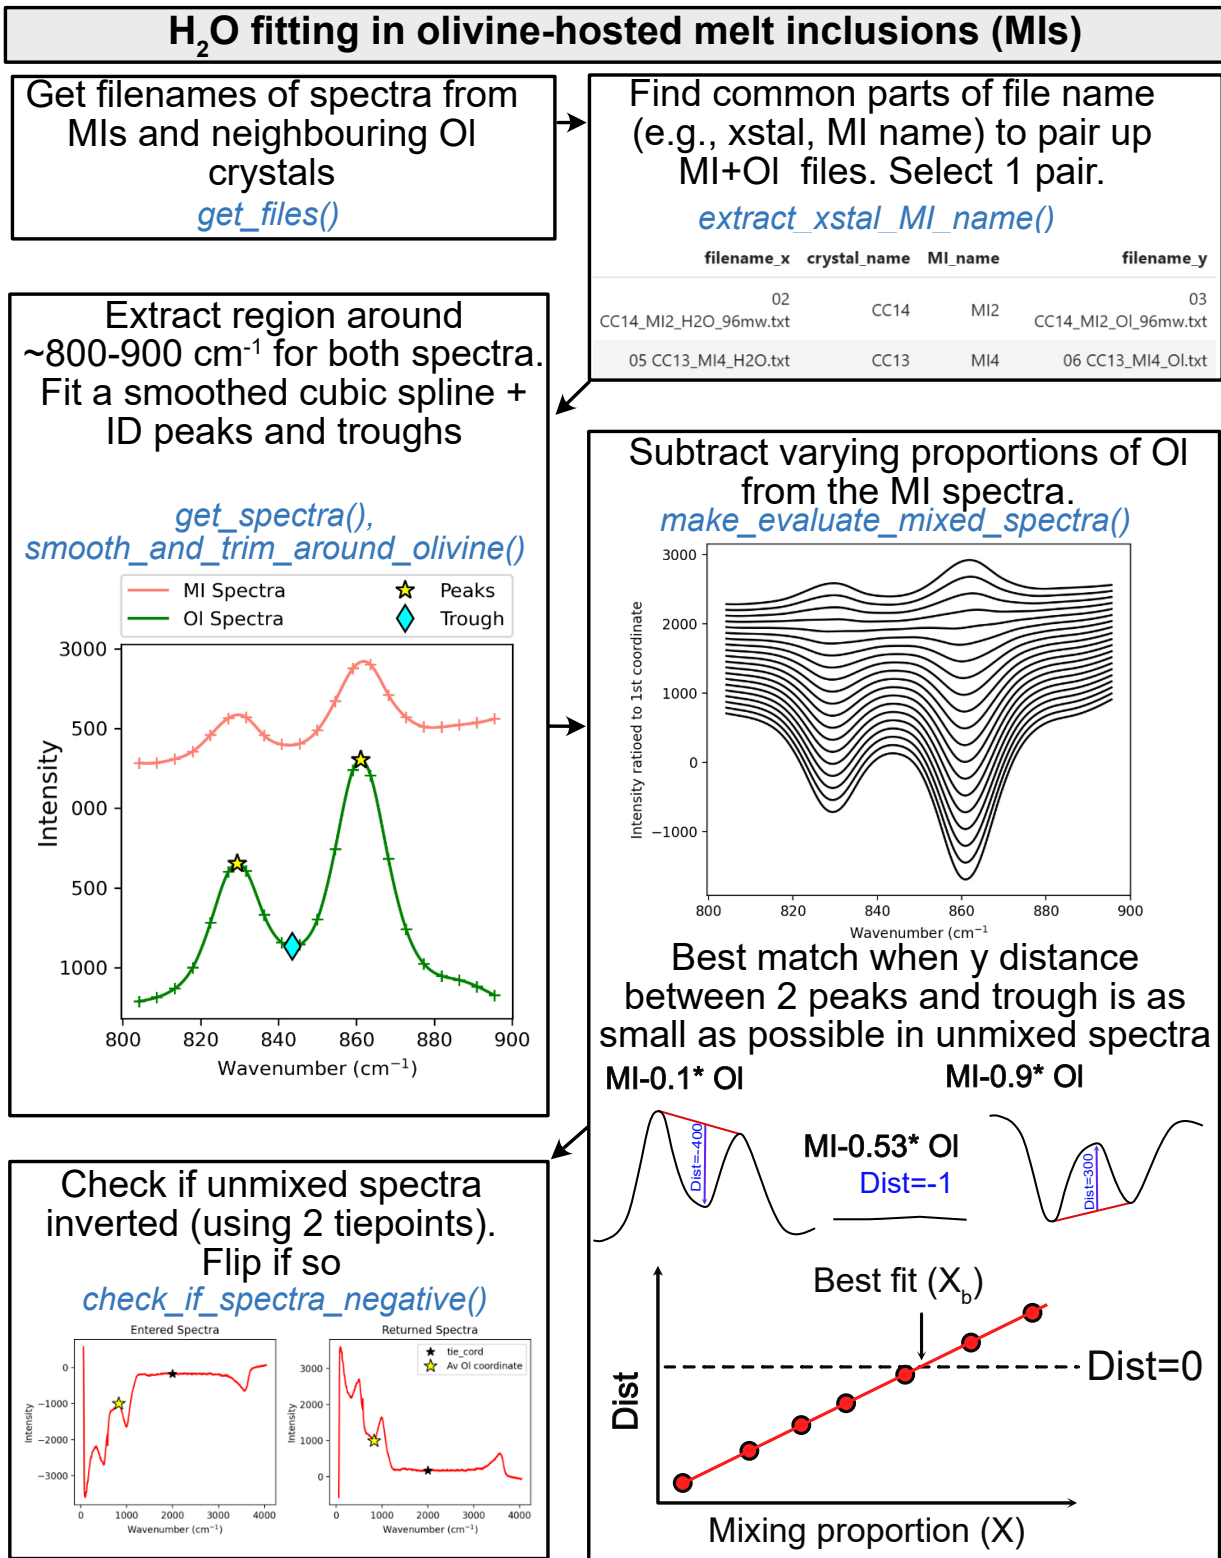 H₂O fitting in olivine-hosted melt inclusions (MIs)
Get filenames of spectra from
MIs and neighbouring Ol
crystals
get_files()
Find common parts of file name
(e.g., xstal, MI name) to pair up
MI+Ol files. Select 1 pair.
extract_xstal_MI_name()
filename_x crystal_name MI_name filename_y
02 03
CC14_MI2_H2O_96mw.txt CC14 MI2 CC14_MI2_Ol_96mw.txt
05 CC13_MI4_H2O.txt CC13 MI4 06 CC13_MI4_Ol.txt
Extract region around
~800-900 cm⁻¹ for both spectra.
Fit a smoothed cubic spline +
ID peaks and troughs
get_spectra(),
smooth_and_trim_around_olivine()
MI Spectra Peaks
Ol Spectra Trough
3000
500
000
500
1000
Intensity
800 820 840 860 880 900
Wavenumber (cm⁻¹)
Subtract varying proportions of Ol
from the MI spectra.
make_evaluate_mixed_spectra()
3000
2000
1000
0
−1000
Intensity ratioed to 1st coordinate
800 820 840 860 880 900
Wavenumber (cm⁻¹
Best match when y distance
between 2 peaks and trough is as
small as possible in unmixed spectra
MI-0.1* Ol
MI-0.9* Ol
Dist=-400
MI-0.53* Ol
Dist=-1
Dist=300
Best fit (X_b)
Dist=0
Dist
Mixing proportion (X)
Check if unmixed spectra
inverted (using 2 tiepoints).
Flip if so
check_if_spectra_negative()
Entered Spectra
0
−1000
−2000
−3000
Intensity
0 1000 2000 3000 4000
Wavenumber (cm⁻¹)
Returned Spectra
tie_cord
Av Ol coordinate
3000
2000
1000
0
Intensity
0 1000 2000 3000 4000
Wavenumber (cm⁻¹)